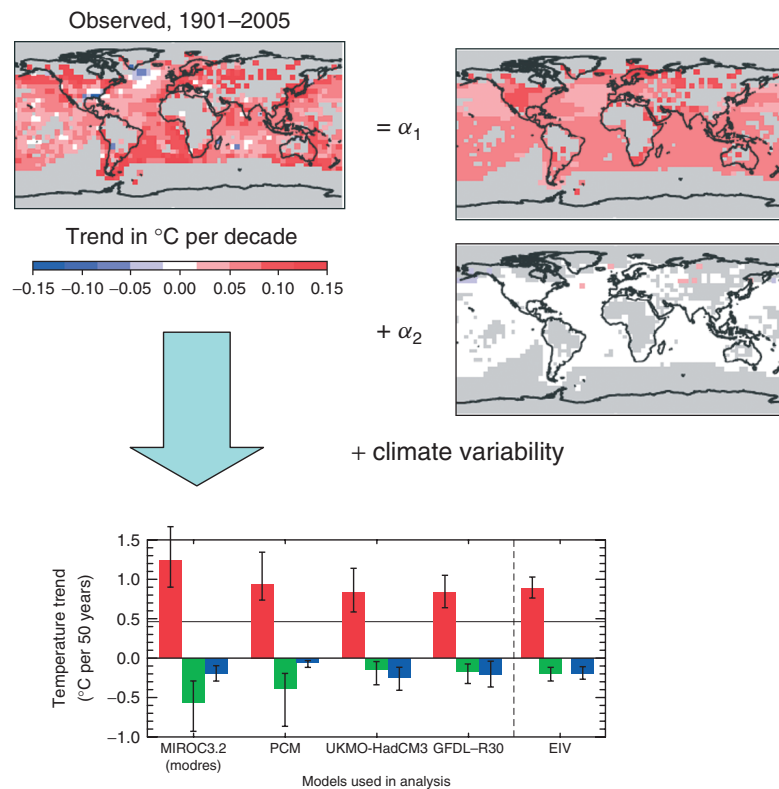 Observed, 1901–2005
= α1
Trend in °C per decade
−0.15 −0.10 −0.05 0.00 0.05 0.10 0.15
+ α2
+ climate variability
Temperature trend
(°C per 50 years)
1.5
1.0
0.5
0.0
−0.5
−1.0
MIROC3.2
(modres)
PCM
UKMO-HadCM3
GFDL–R30
EIV
Models used in analysis